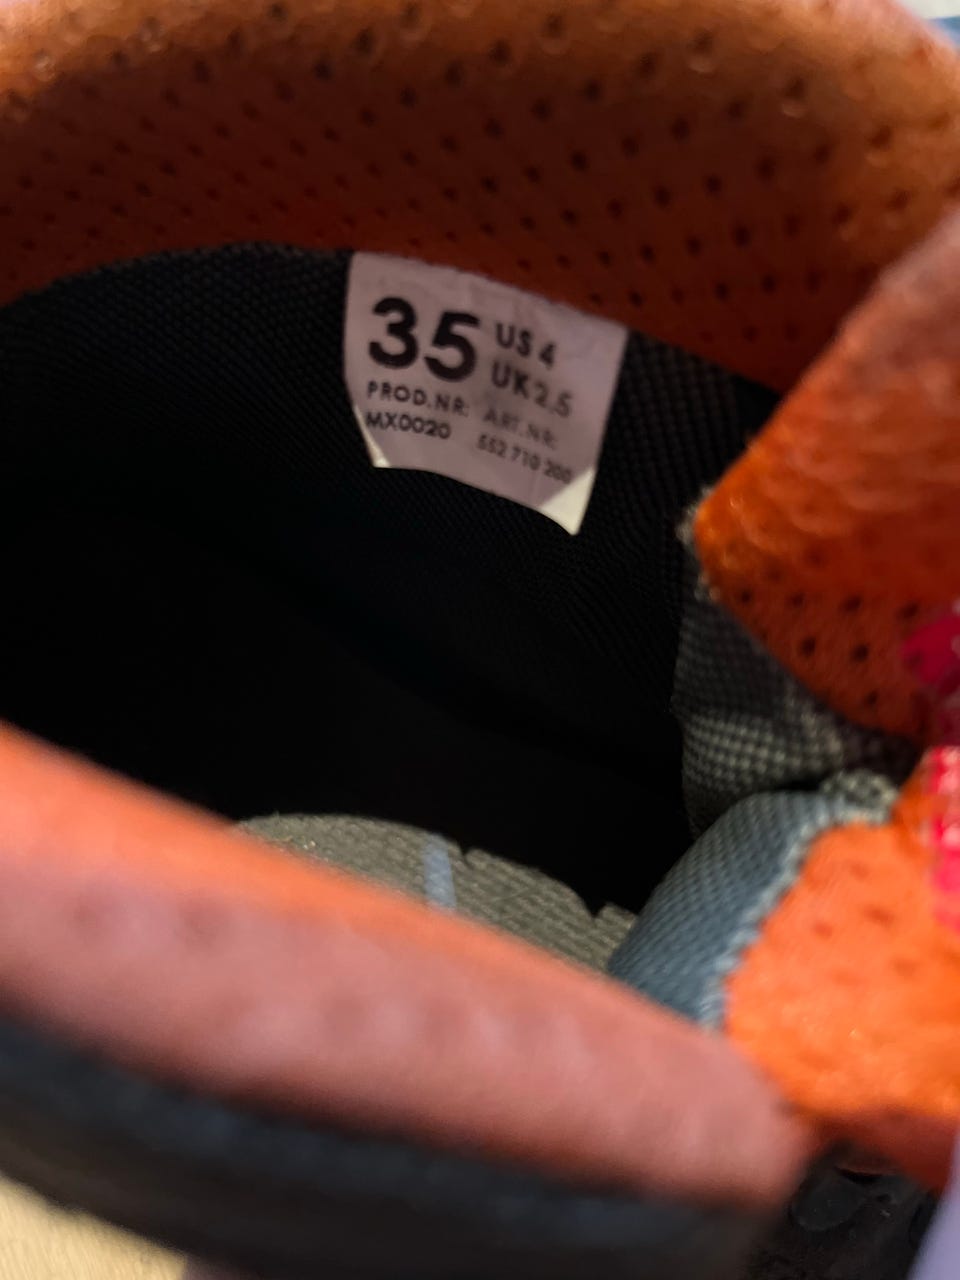 35 US 4
UK 2.5
PROD.NR: ART.NR:
MX0020 552 710 200